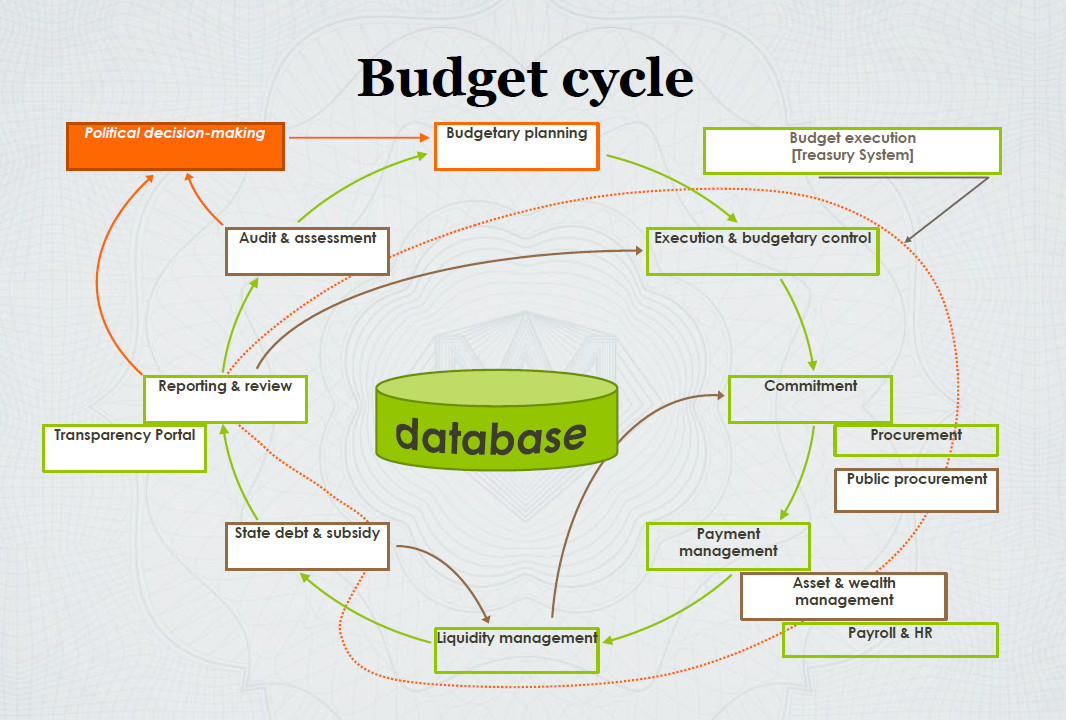 Budget cycle
Political decision-making
Budgetary planning
Budget execution
[Treasury System]
Audit & assessment
Execution & budgetary control
Reporting & review
Commitment
Transparency Portal
database
Procurement
Public procurement
State debt & subsidy
Payment
management
Asset & wealth
management
Liquidity management
Payroll & HR